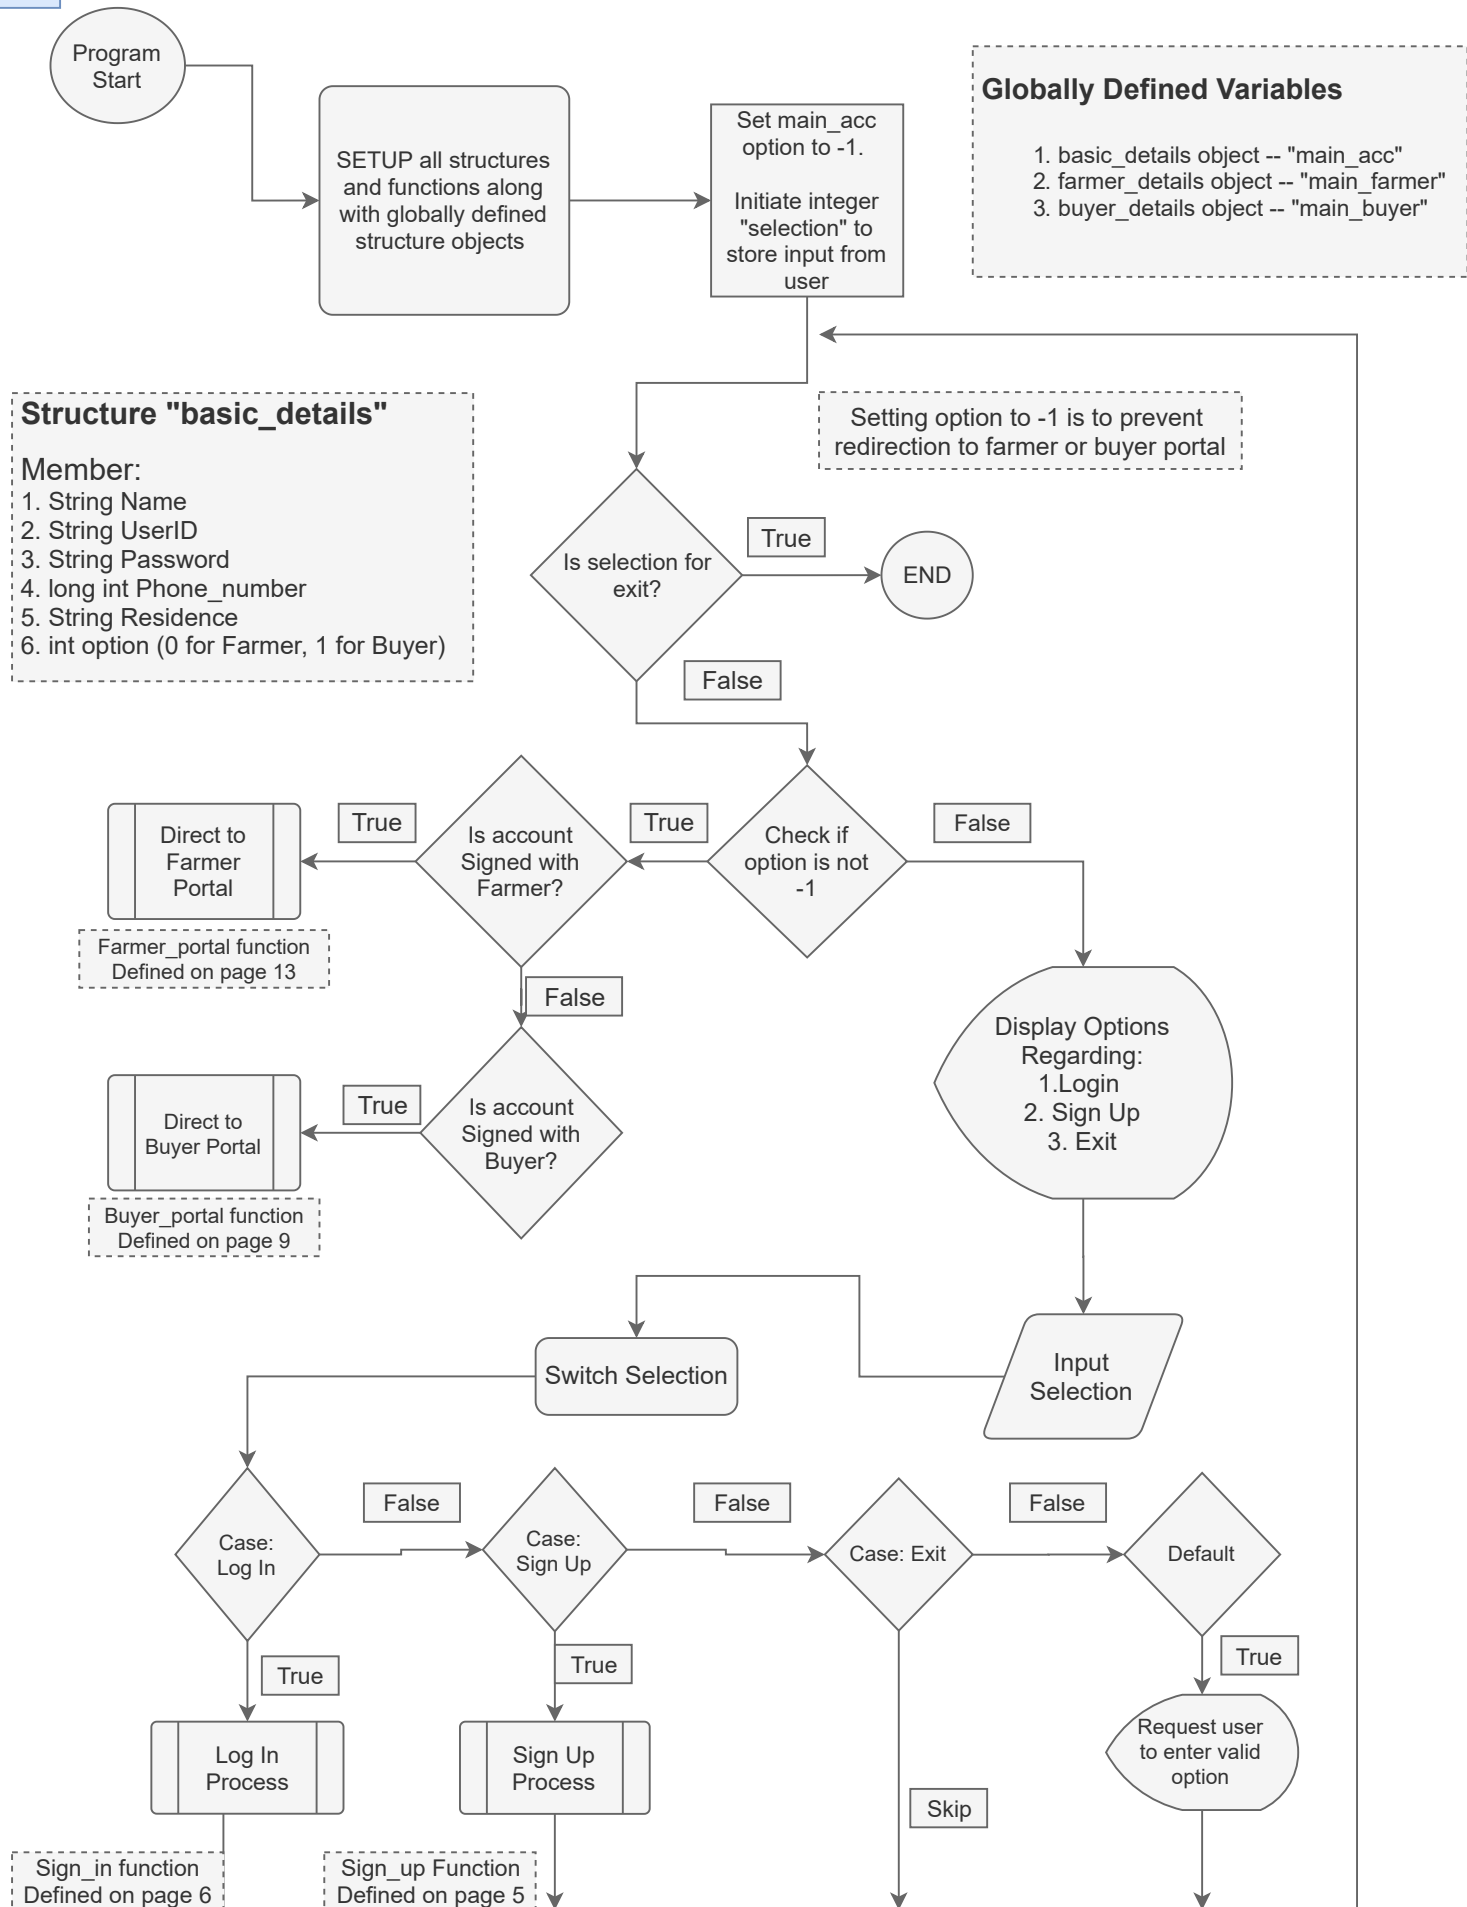 Program
Start
SETUP all structures
and functions along
with globally defined
structure objects
Set main_acc
option to -1.
Initiate integer
"selection" to
store input from
user
Globally Defined Variables
1. basic_details object -- "main_acc"
2. farmer_details object -- "main_farmer"
3. buyer_details object -- "main_buyer"
Structure "basic_details"
Member:
1. String Name
2. String UserID
3. String Password
4. long int Phone_number
5. String Residence
6. int option (0 for Farmer, 1 for Buyer)
Setting option to -1 is to prevent
redirection to farmer or buyer portal
Is selection for
exit?
True
END
False
Check if
option is not
-1
True
False
Is account
Signed with
Farmer?
True
Direct to
Farmer
Portal
Farmer_portal function
Defined on page 13
False
Is account
Signed with
Buyer?
True
Direct to
Buyer Portal
Buyer_portal function
Defined on page 9
Display Options
Regarding:
1.Login
2. Sign Up
3. Exit
Input
Selection
Switch Selection
Case:
Log In
False
Case:
Sign Up
False
Case: Exit
False
Default
True
True
True
Log In
Process
Sign Up
Process
Skip
Request user
to enter valid
option
Sign_in function
Defined on page 6
Sign_up Function
Defined on page 5